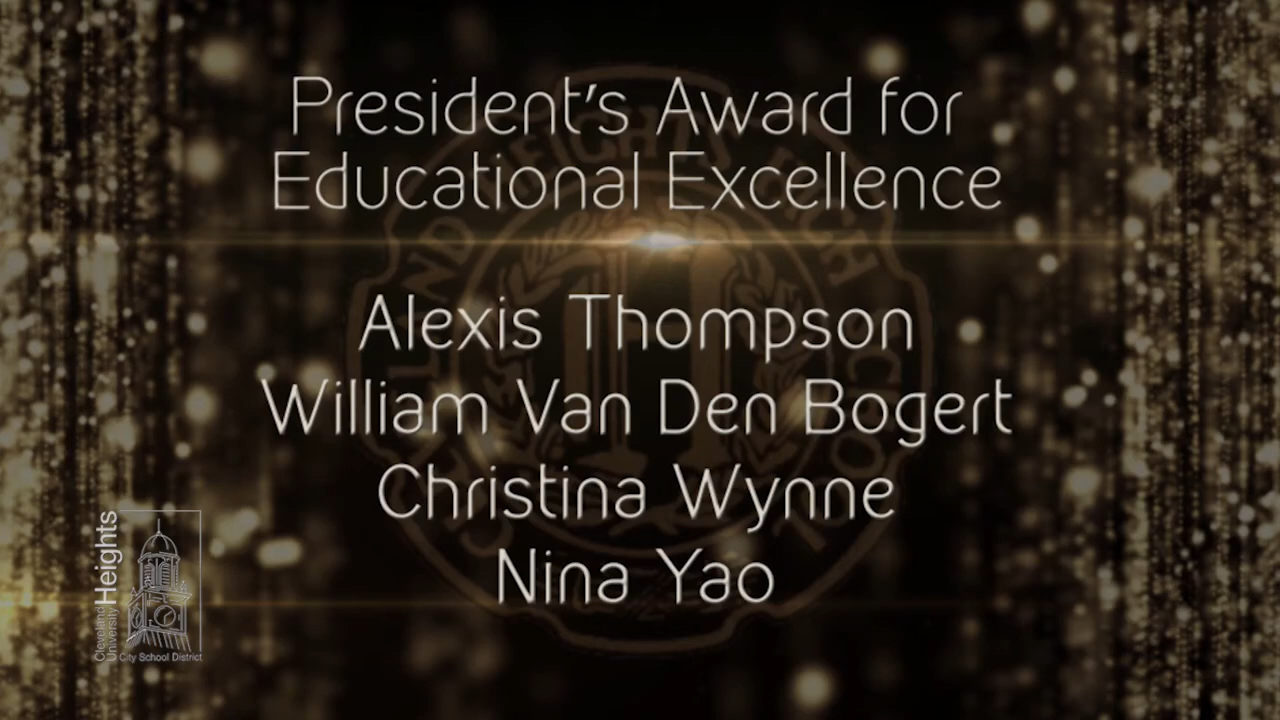 President's Award for
Educational Excellence
Alexis Thompson
William Van Den Bogert
Christina Wynne
Nina Yao
Cleveland
University
Heights
City School District